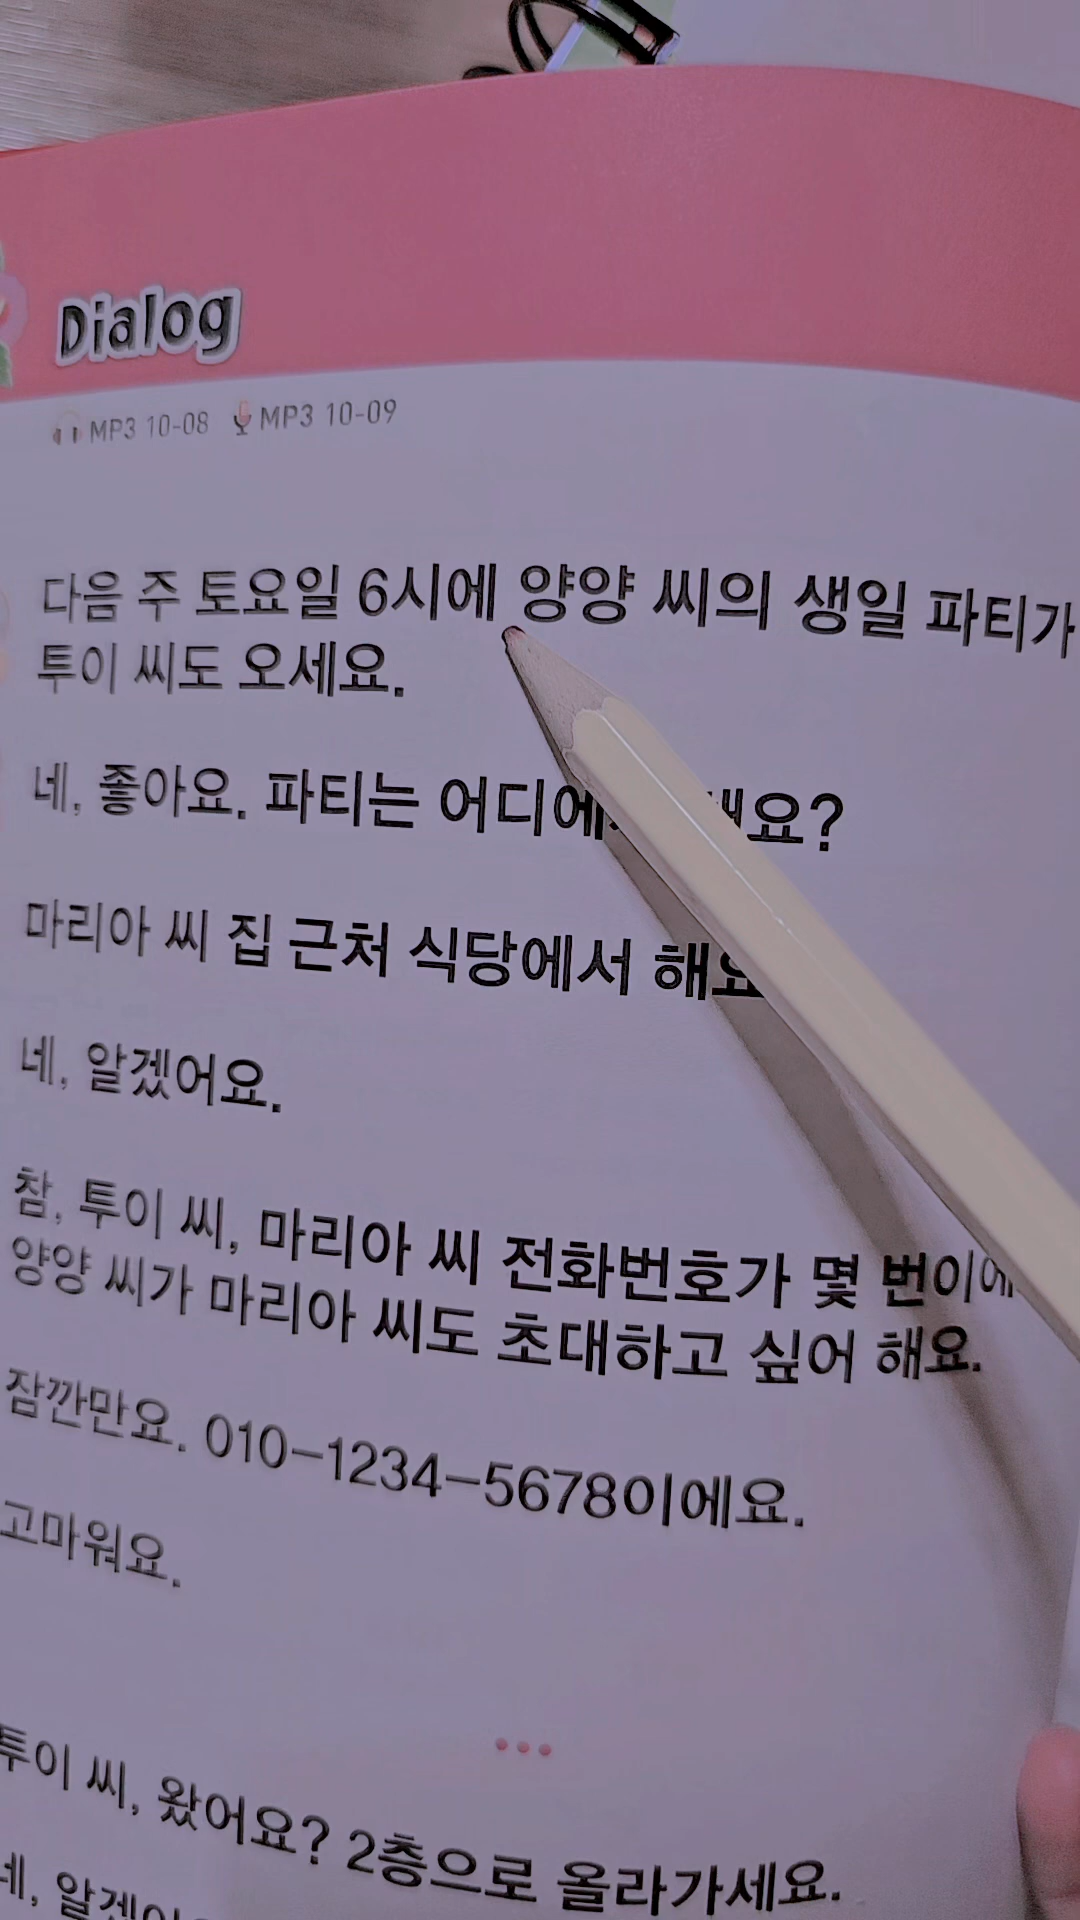 Dialog
MP3 10-08 MP3 10-09
다음 주 토요일 6시에 양양 씨의 생일 파티가
투이 씨도 오세요.
네, 좋아요. 파티는
마리아 씨 집 근처 식당에서
네, 알겠어요.
참, 투이 씨, 마리아 씨 전화번호가 몇
양양 씨가 마리아 씨도 초대하고 싶어 해요.
잠깐만요. 010-1234-5678이에요.
고마워요.
투이 씨, 왔어요? 2층으로 올라가세요.
네,